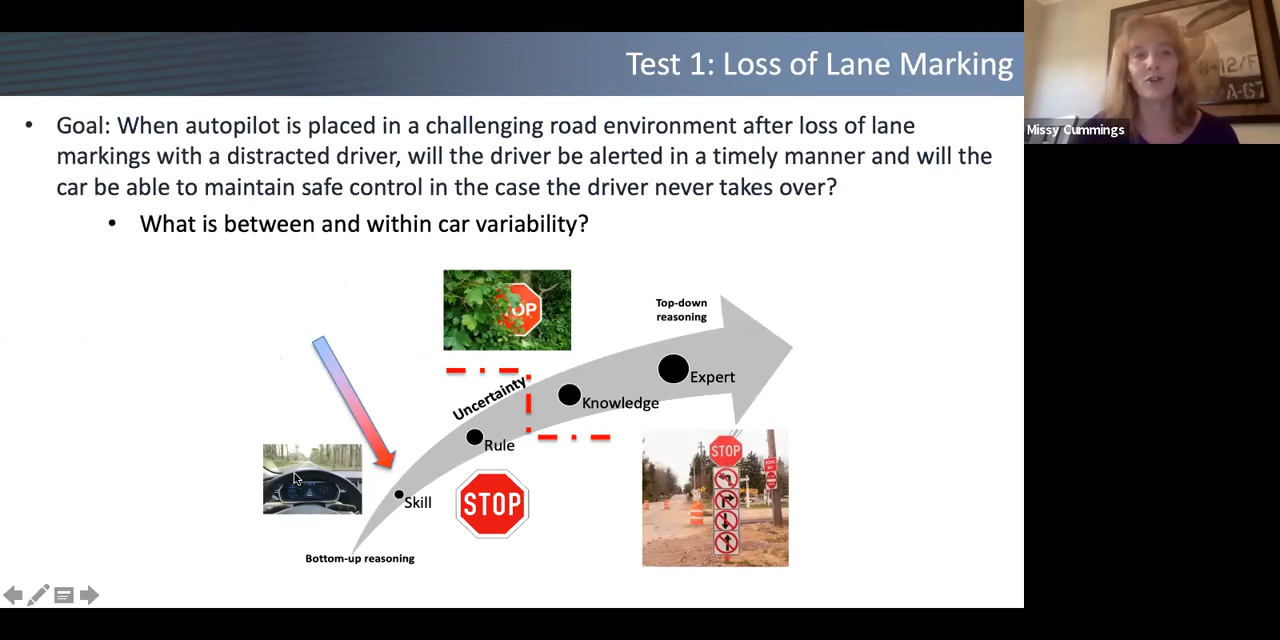 Test 1: Loss of Lane Marking
• Goal: When autopilot is placed in a challenging road environment after loss of lane
markings with a distracted driver, will the driver be alerted in a timely manner and will the
car be able to maintain safe control in the case the driver never takes over?
• What is between and within car variability?
Missy Cummings
A-67
TOP
Top-down
reasoning
Uncertainty
Expert
Knowledge
Rule
Skill
STOP
STOP
Bottom-up reasoning